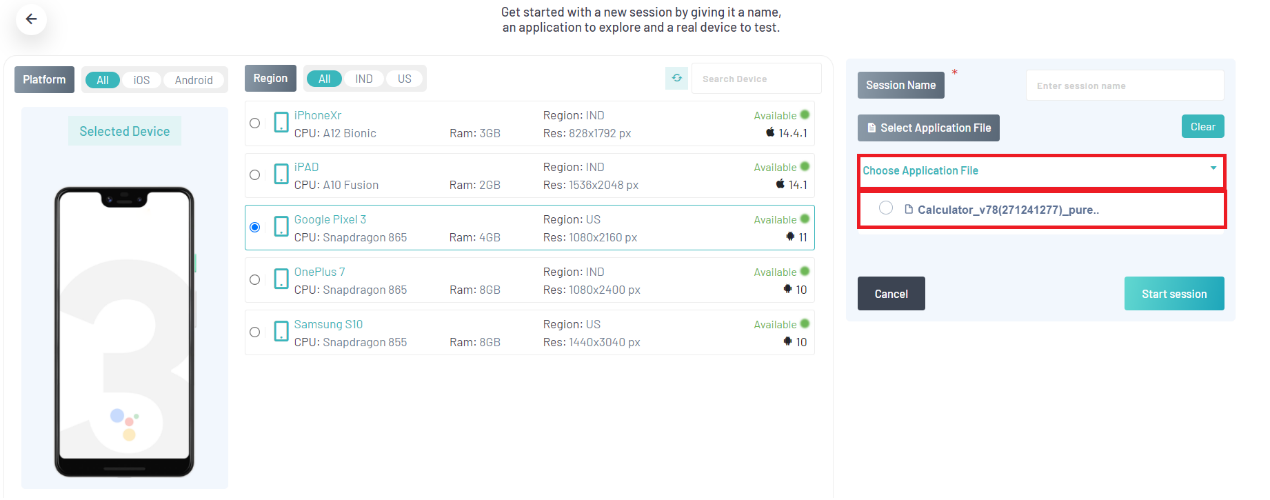 Get started with a new session by giving it a name,
an application to explore and a real device to test.
Platform
All iOS Android
Selected Device
Region
All IND US
Search Device
iPhoneXr Region: IND Available
CPU: A12 Bionic Ram: 3GB Res: 828x1792 px 14.4.1
iPAD Region: IND Available
CPU: A10 Fusion Ram: 2GB Res: 1536x2048 px 14.1
Google PIxel 3 Region: US Available
CPU: Snapdragon 865 Ram: 4GB Res: 1080x2160 px 11
OnePlus 7 Region: IND Available
CPU: Snapdragon 865 Ram: 8GB Res: 1080x2400 px 10
Samsung S10 Region: US Available
CPU: Snapdragon 855 Ram: 8GB Res: 1440x3040 px 10
Session Name *
Enter session name
Select Application File Clear
Choose Application File
Calculator_v78(271241277)_pure..
Cancel Start session